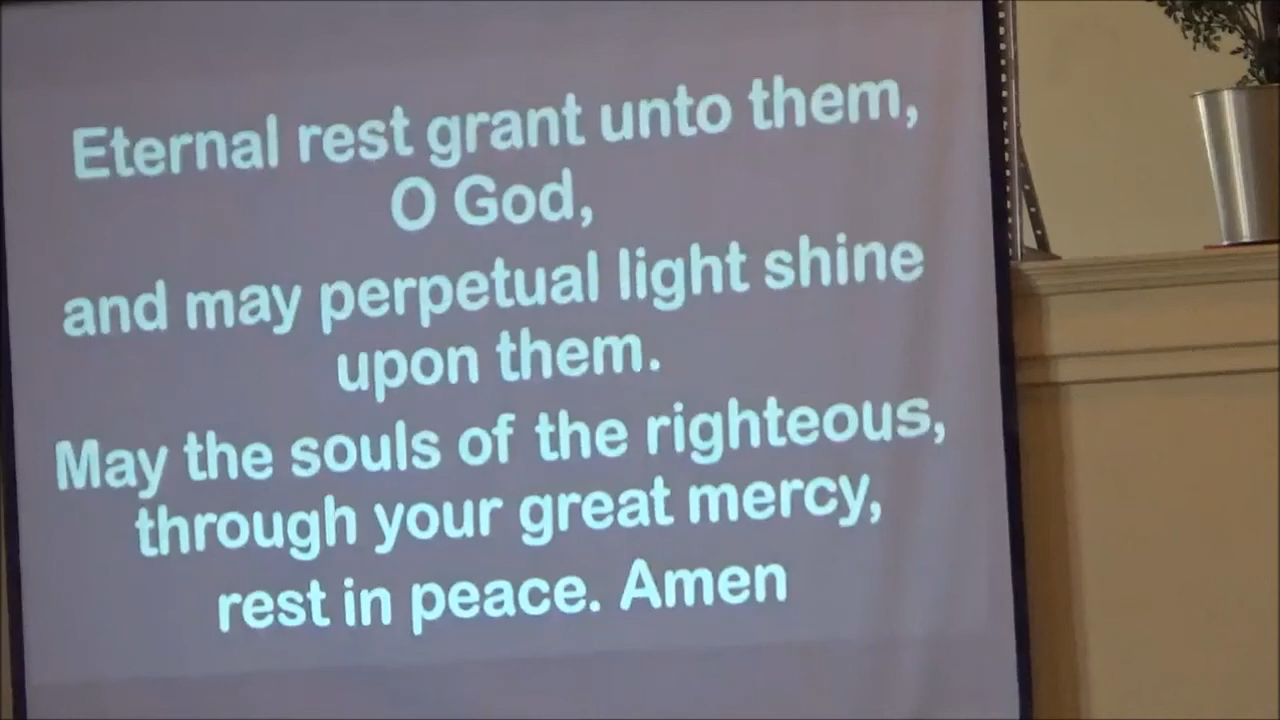 Eternal rest grant unto them,
O God,
and may perpetual light shine
upon them.
May the souls of the righteous,
through your great mercy,
rest in peace. Amen